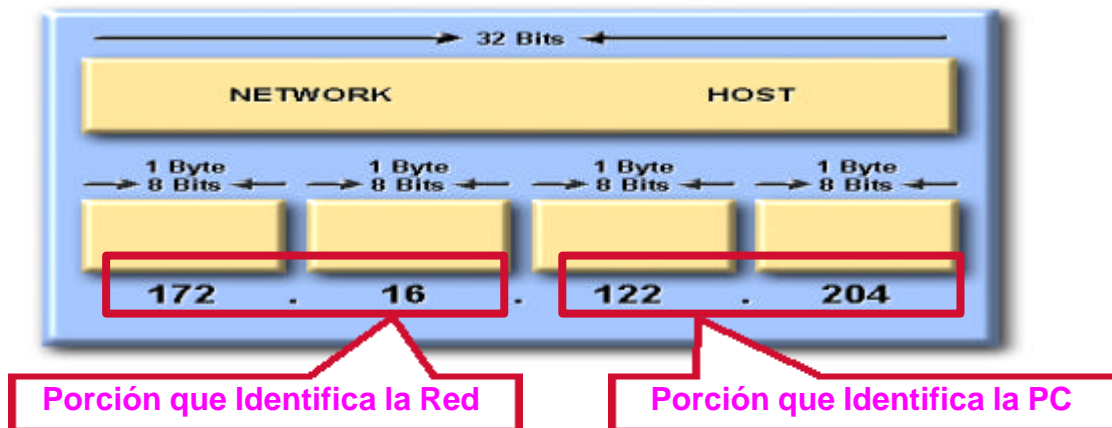 32 Bits
NETWORK HOST
1 Byte 1 Byte 1 Byte 1 Byte
8 Bits 8 Bits 8 Bits 8 Bits
172 . 16 . 122 . 204
Porción que Identifica la Red Porción que Identifica la PC